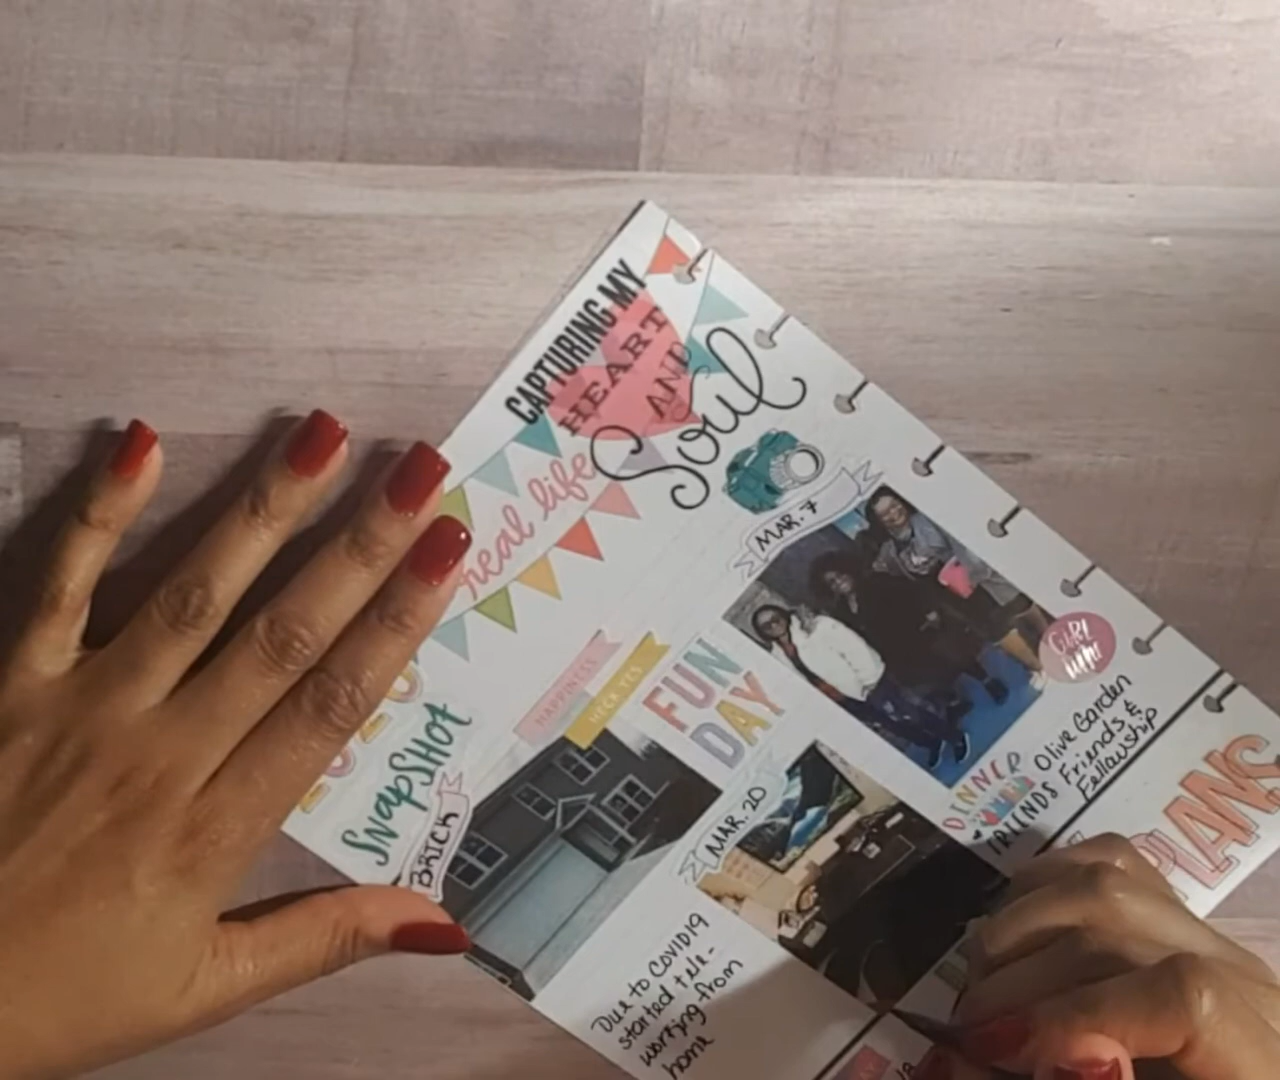 CAPTURING MY
HEART
AND
Soul
real life
MAR. 7
GIRL
HAPPINESS
HECK YES
FUN
DAY
2020
SNAPSHOT
BRICK
MAR. 20
DINNER
FRIENDS
Olive Garden
Friends &
Fellowship
PLANS
Due to COVID19
started tele-
working from
home